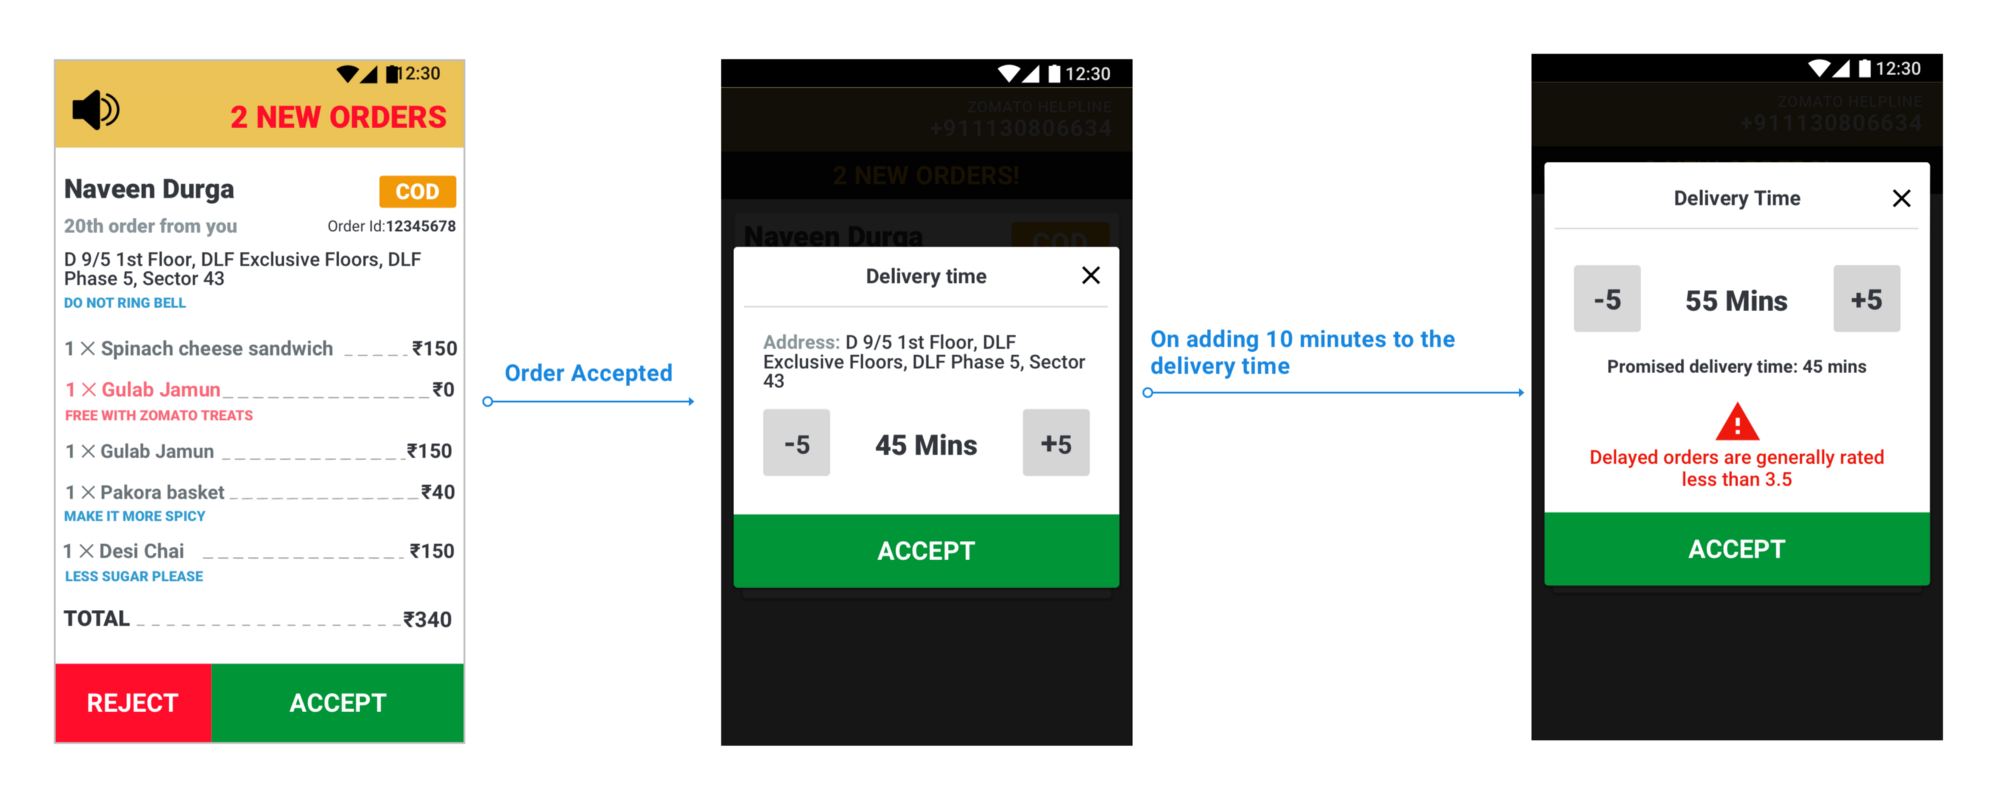 12:30
2 NEW ORDERS
Naveen Durga
COD
20th order from you
Order Id:12345678
D 9/5 1st Floor, DLF Exclusive Floors, DLF
Phase 5, Sector 43
DO NOT RING BELL
1 × Spinach cheese sandwich ₹150
1 × Gulab Jamun ₹0
FREE WITH ZOMATO TREATS
1 × Gulab Jamun ₹150
1 × Pakora basket ₹40
MAKE IT MORE SPICY
1 × Desi Chai ₹150
LESS SUGAR PLEASE
TOTAL ₹340
REJECT
ACCEPT
Order Accepted
12:30
ZOMATO HELPLINE
+911130806634
2 NEW ORDERS!
Naveen Durga
COD
Delivery time
Address: D 9/5 1st Floor, DLF
Exclusive Floors, DLF Phase 5, Sector
43
-5
45 Mins
+5
ACCEPT
On adding 10 minutes to the
delivery time
12:30
ZOMATO HELPLINE
+911130806634
Delivery Time
-5
55 Mins
+5
Promised delivery time: 45 mins
Delayed orders are generally rated
less than 3.5
ACCEPT